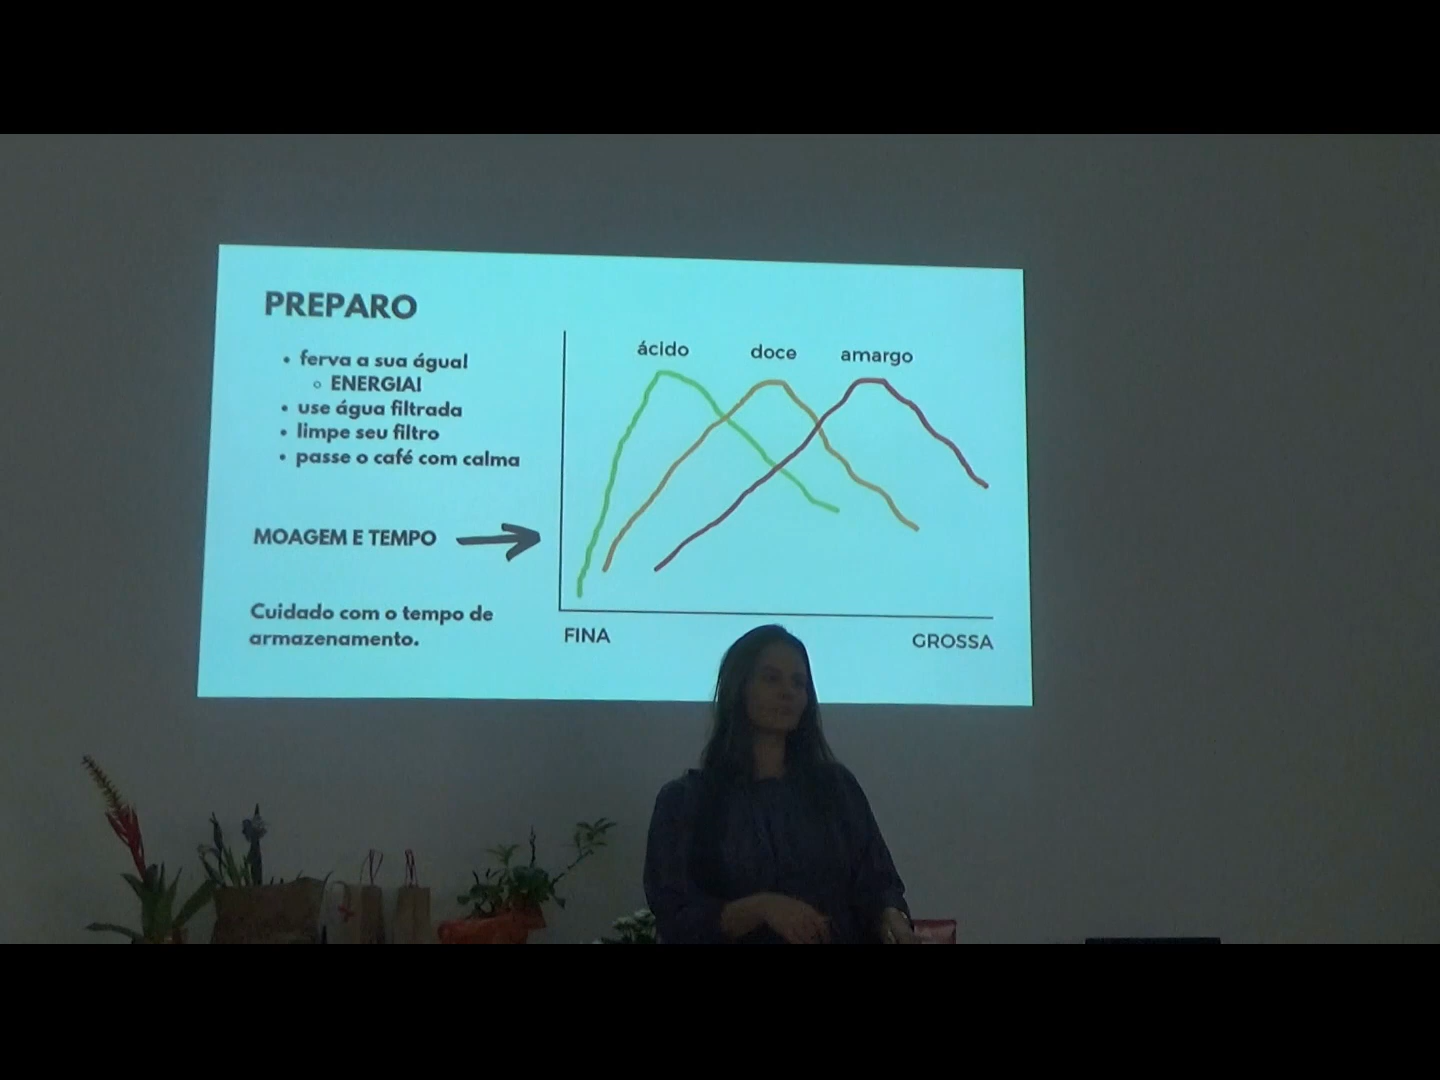 PREPARO
• ferva a sua água!
◦ ENERGIA!
• use água filtrada
• limpe seu filtro
• passe o café com calma
MOAGEM E TEMPO
Cuidado com o tempo de
armazenamento.
ácido doce amargo
FINA GROSSA